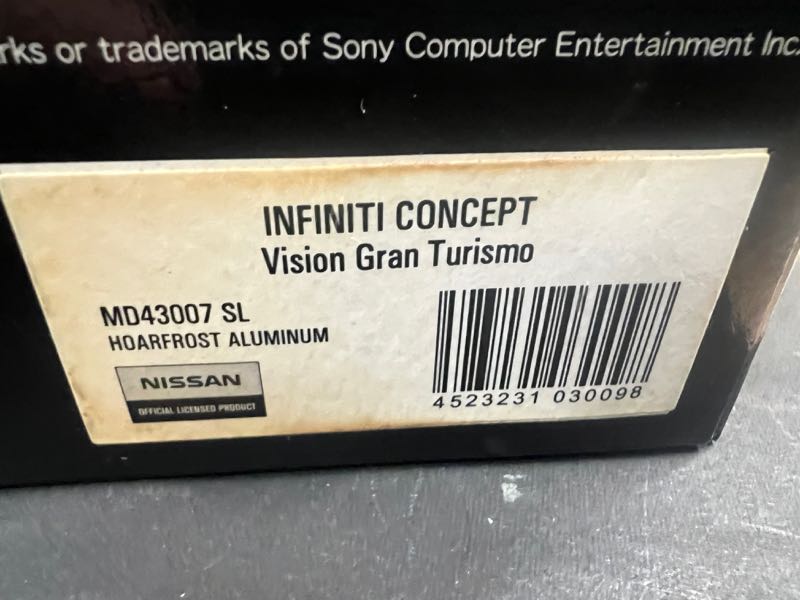 rks or trademarks of Sony Computer Entertainment Inc.
INFINITI CONCEPT
Vision Gran Turismo
MD43007 SL
HOARFROST ALUMINUM
NISSAN
OFFICIAL LICENSED PRODUCT
4523231 030098